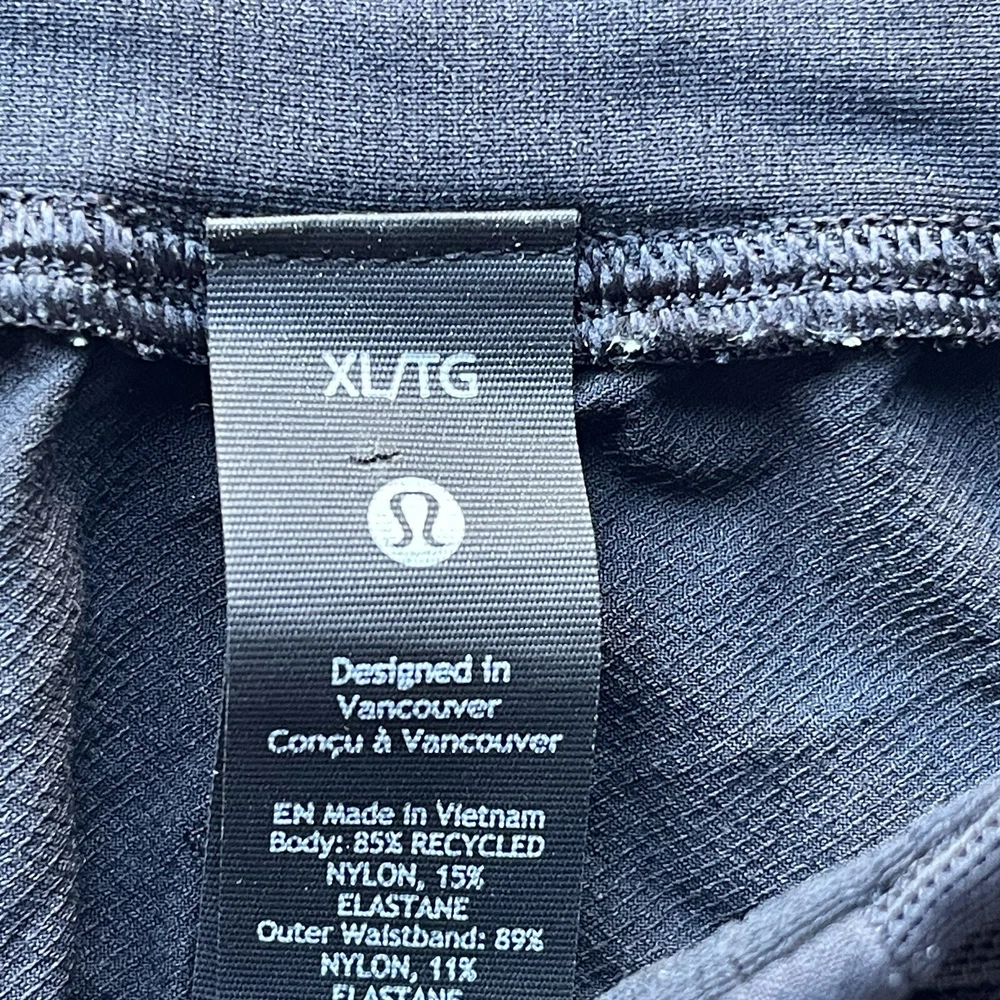 XL/TG
Designed in
Vancouver
Conçu à Vancouver
EN Made in Vietnam
Body: 85% RECYCLED
NYLON, 15%
ELASTANE
Outer Waistband: 89%
NYLON, 11%
ELASTANE